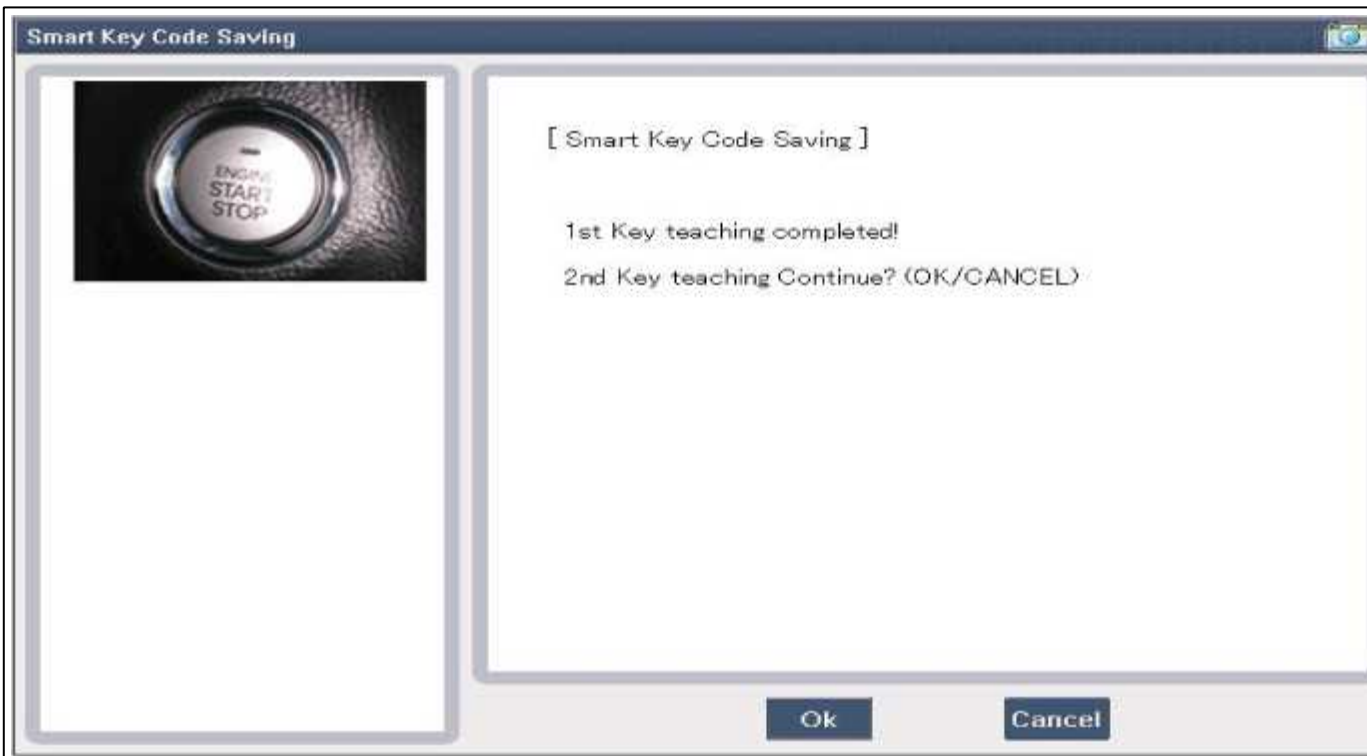 Smart Key Code Saving
ENGINE
START
STOP
[ Smart Key Code Saving ]
1st Key teaching completed!
2nd Key teaching Continue? (OK/CANCEL)
Ok
Cancel